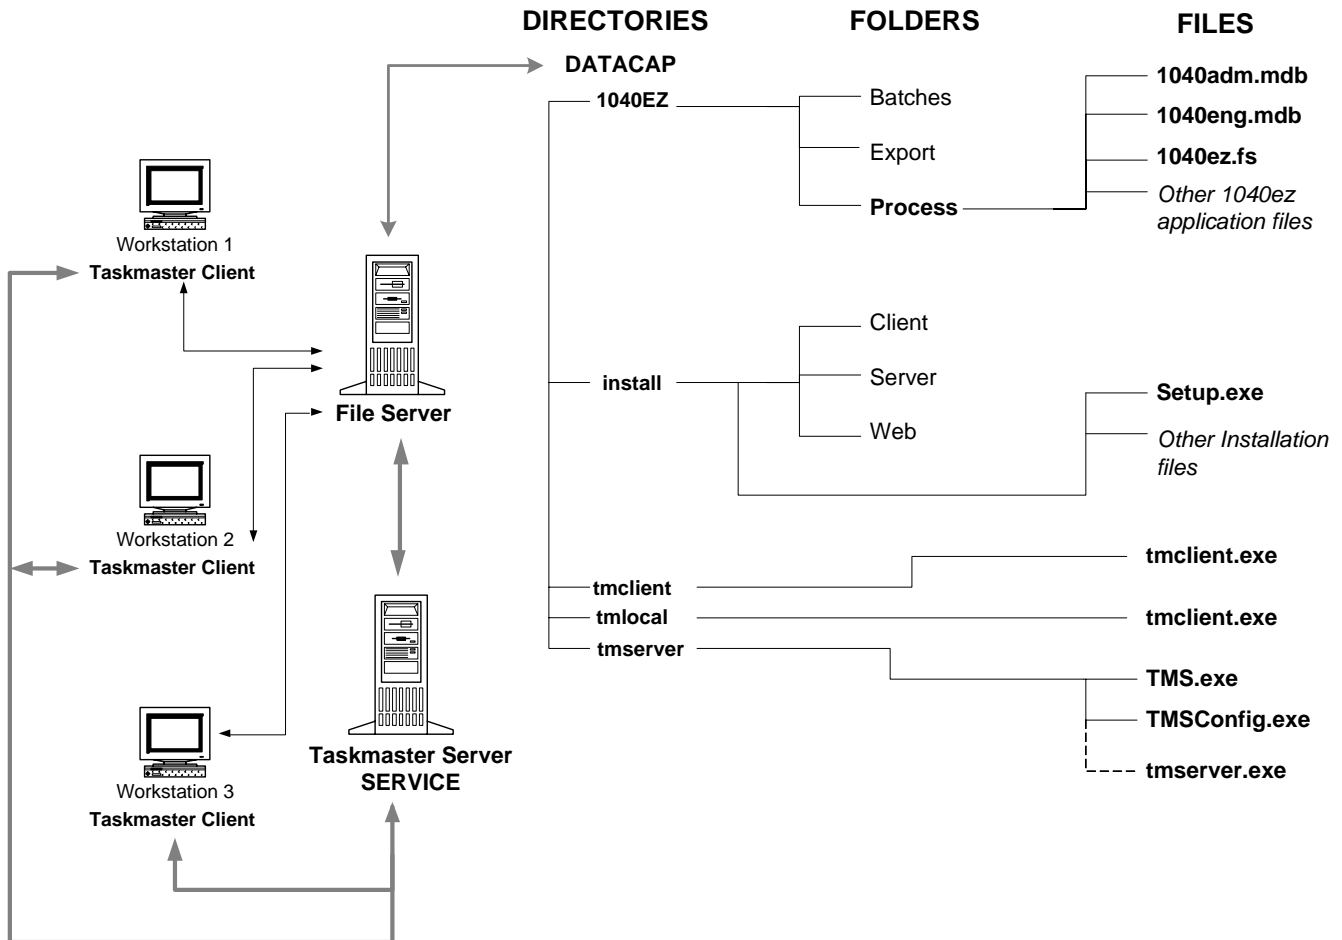 DIRECTORIES
FOLDERS
FILES
DATACAP
1040EZ
Batches
Export
Process
1040adm.mdb
1040eng.mdb
1040ez.fs
Other 1040ez
application files
Workstation 1
Taskmaster Client
File Server
install
Client
Server
Web
Setup.exe
Other Installation
files
Workstation 2
Taskmaster Client
tmclient
tmclient.exe
tmlocal
tmclient.exe
tmserver
TMS.exe
TMSConfig.exe
tmserver.exe
Taskmaster Server
SERVICE
Workstation 3
Taskmaster Client